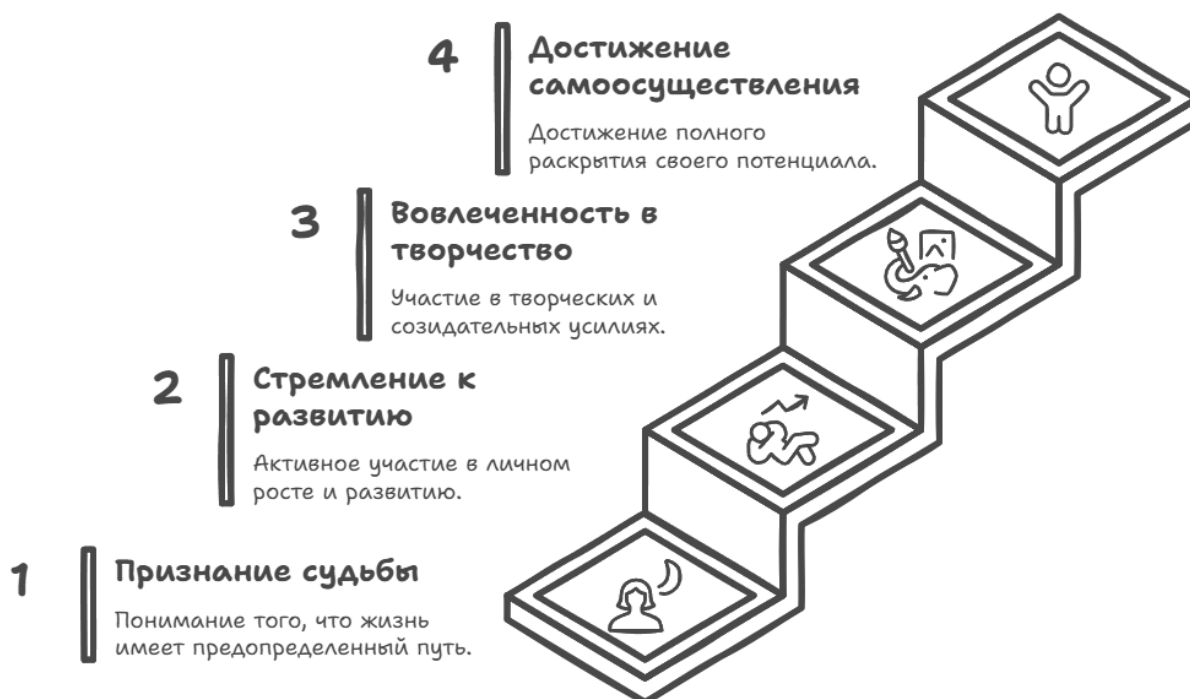 4
Достижение
самоосуществления
Достижение полного
раскрытия своего потенциала.
3
Вовлеченность в
творчество
Участие в творческих и
созидательных усилиях.
2
Стремление к
развитию
Активное участие в личном
росте и развитию.
1
Признание судьбы
Понимание того, что жизнь
имеет предопределенный путь.